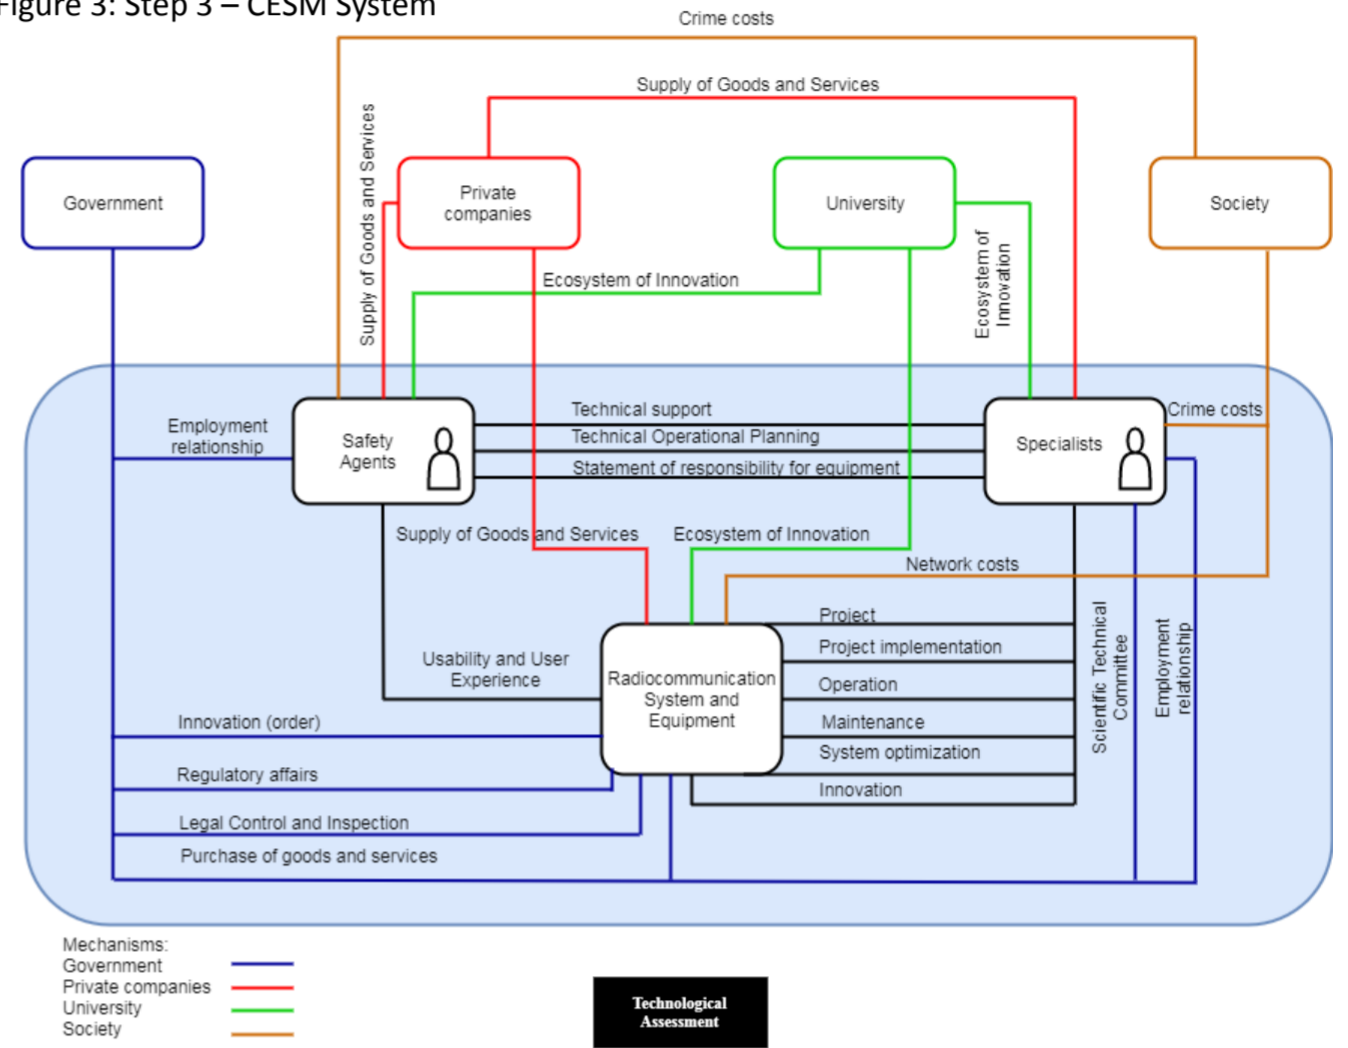 Figure 3: Step 3 – CESM System
Crime costs
Supply of Goods and Services
Supply of Goods and Services
Government
Private
companies
University
Society
Ecosystem of Innovation
Ecosystem of
Innovation
Employment
relationship
Safety
Agents
Technical support
Technical Operational Planning
Statement of responsibility for equipment
Specialists
Crime costs
Supply of Goods and Services
Ecosystem of Innovation
Network costs
Usability and User
Experience
Radiocommunication
System and
Equipment
Project
Project implementation
Operation
Maintenance
System optimization
Innovation
Scientific Technical
Committee
Employment
relationship
Innovation (order)
Regulatory affairs
Legal Control and Inspection
Purchase of goods and services
Mechanisms:
Government
Private companies
University
Society
Technological
Assessment